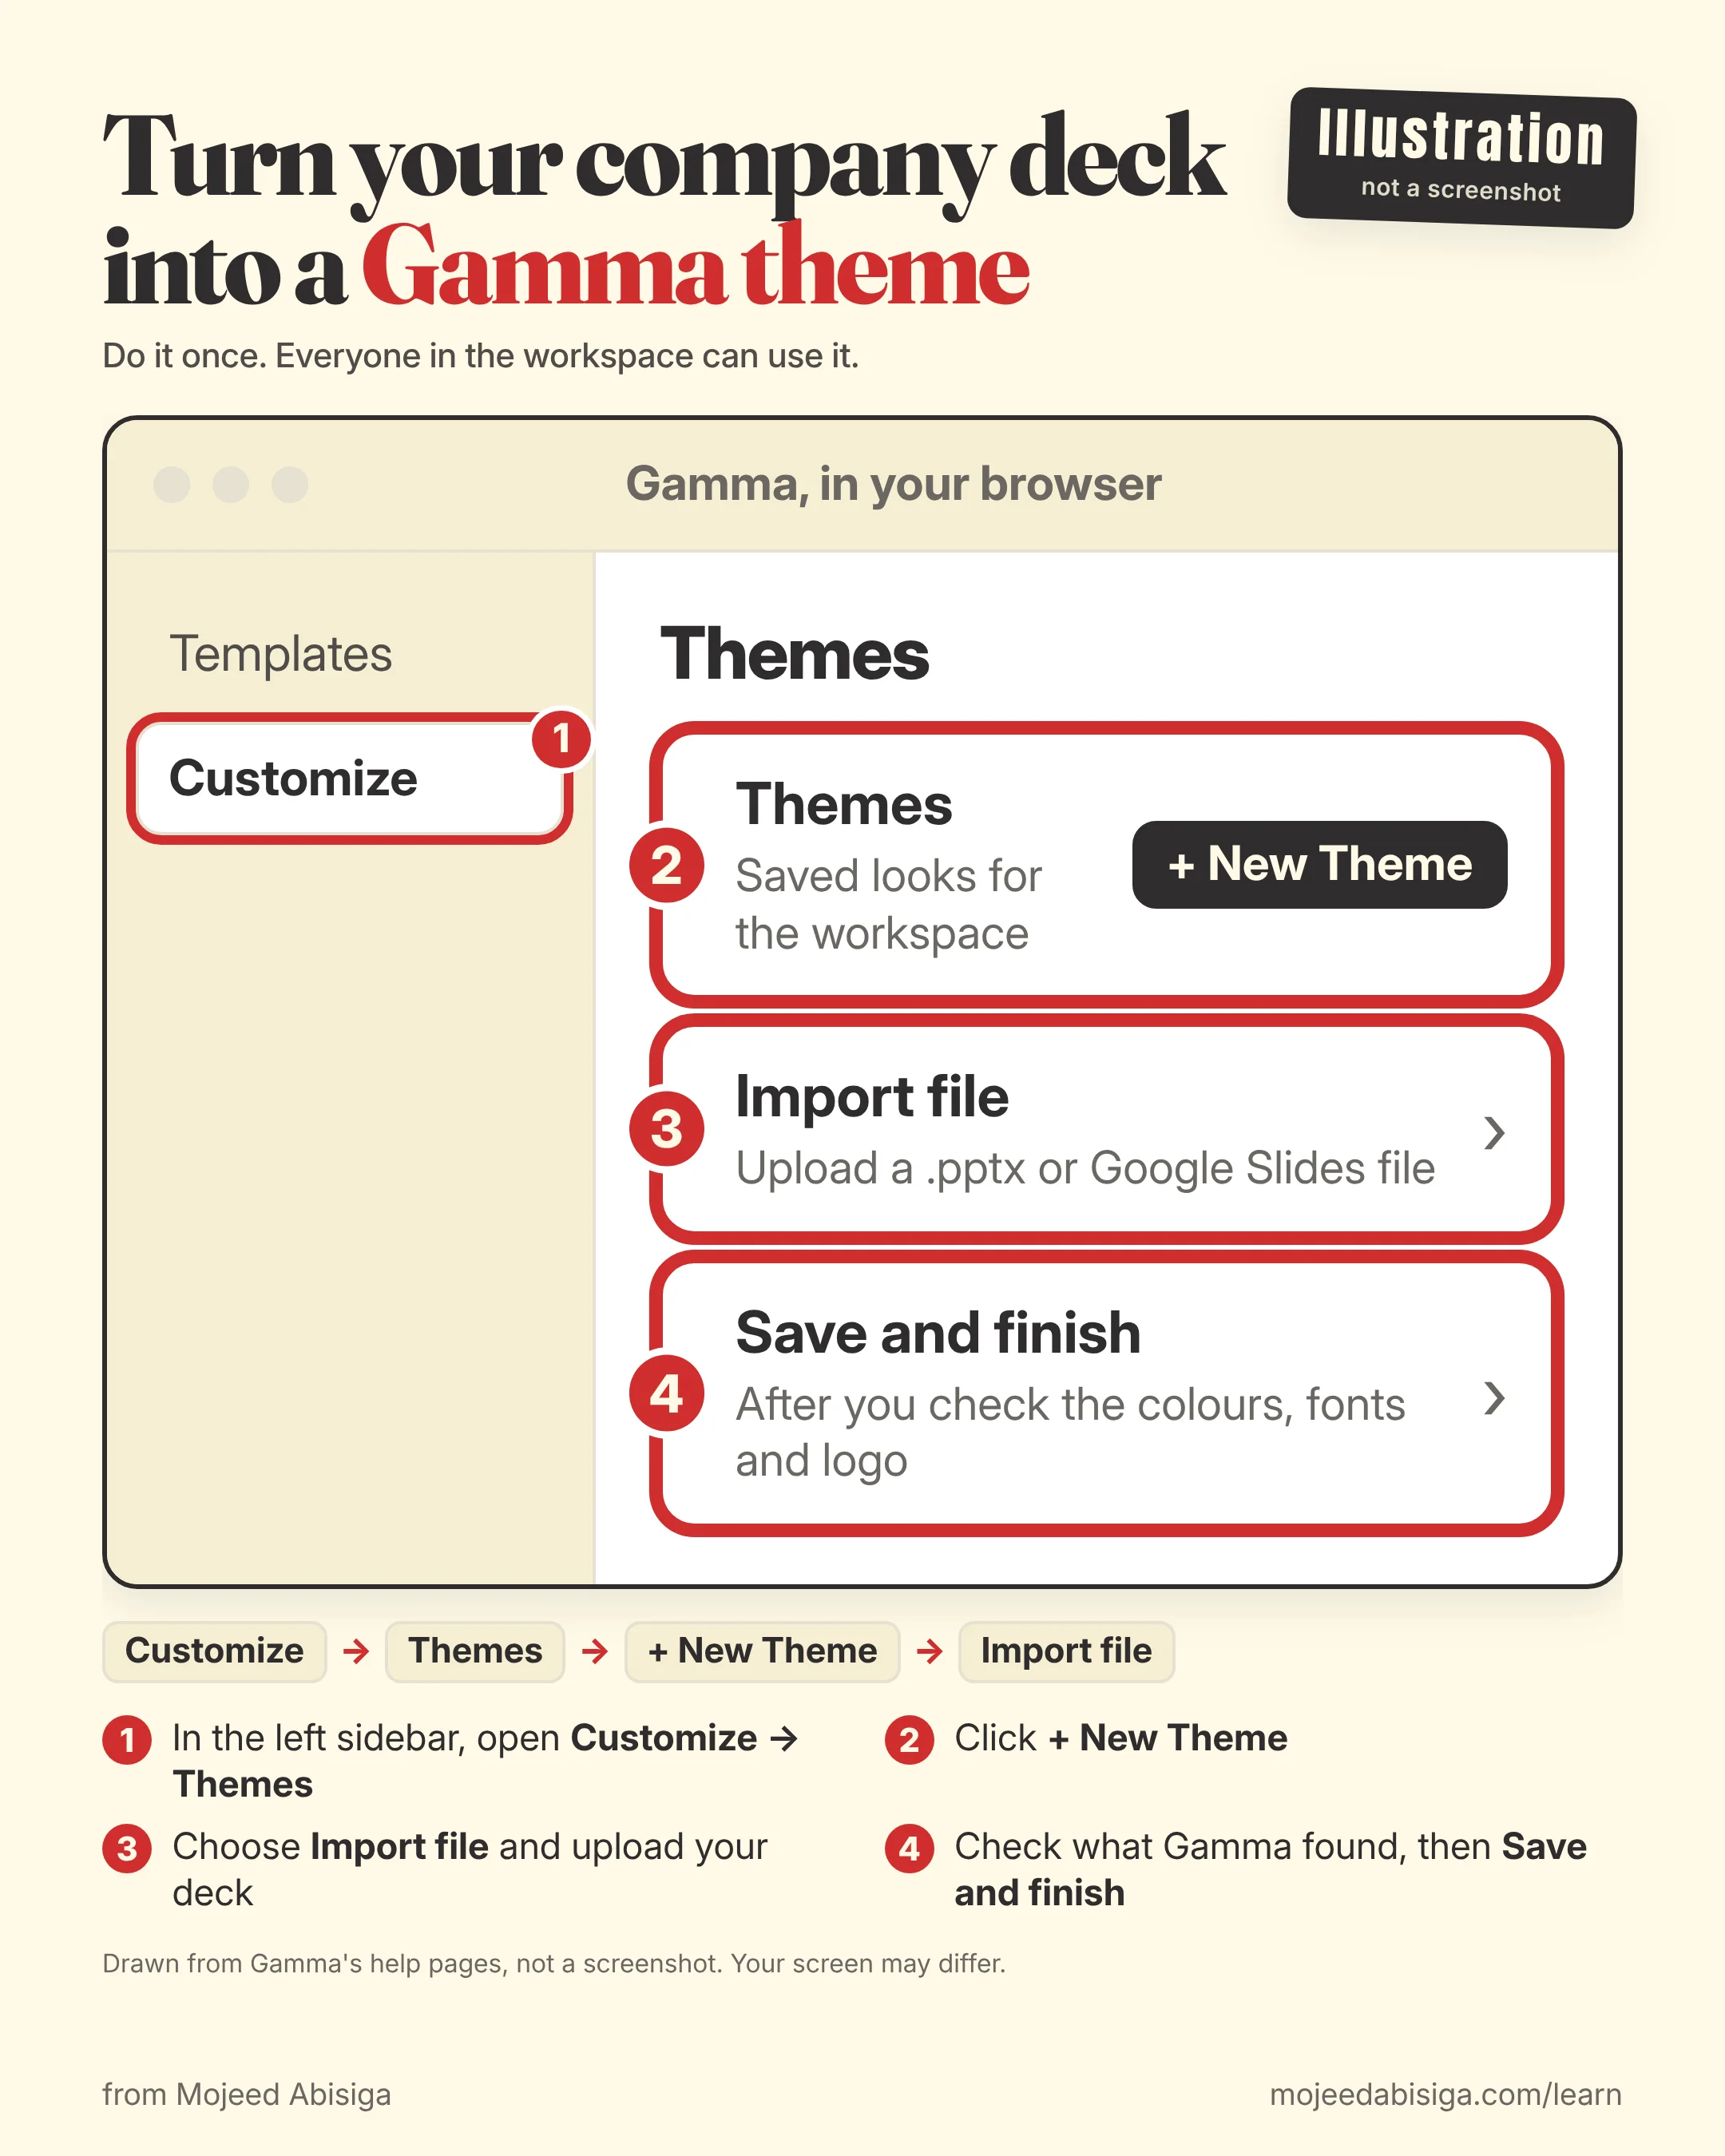 Turn your company deck
into a Gamma theme
Illustration
not a screenshot
Do it once. Everyone in the workspace can use it.
Gamma, in your browser
Templates
Customize
1
Themes
2
Themes
Saved looks for
the workspace
+ New Theme
3
Import file
Upload a .pptx or Google Slides file
›
4
Save and finish
After you check the colours, fonts
and logo
›
Customize → Themes → + New Theme → Import file
1 In the left sidebar, open Customize →
Themes
2 Click + New Theme
3 Choose Import file and upload your
deck
4 Check what Gamma found, then Save
and finish
Drawn from Gamma's help pages, not a screenshot. Your screen may differ.
from Mojeed Abisiga
mojeedabisiga.com/learn